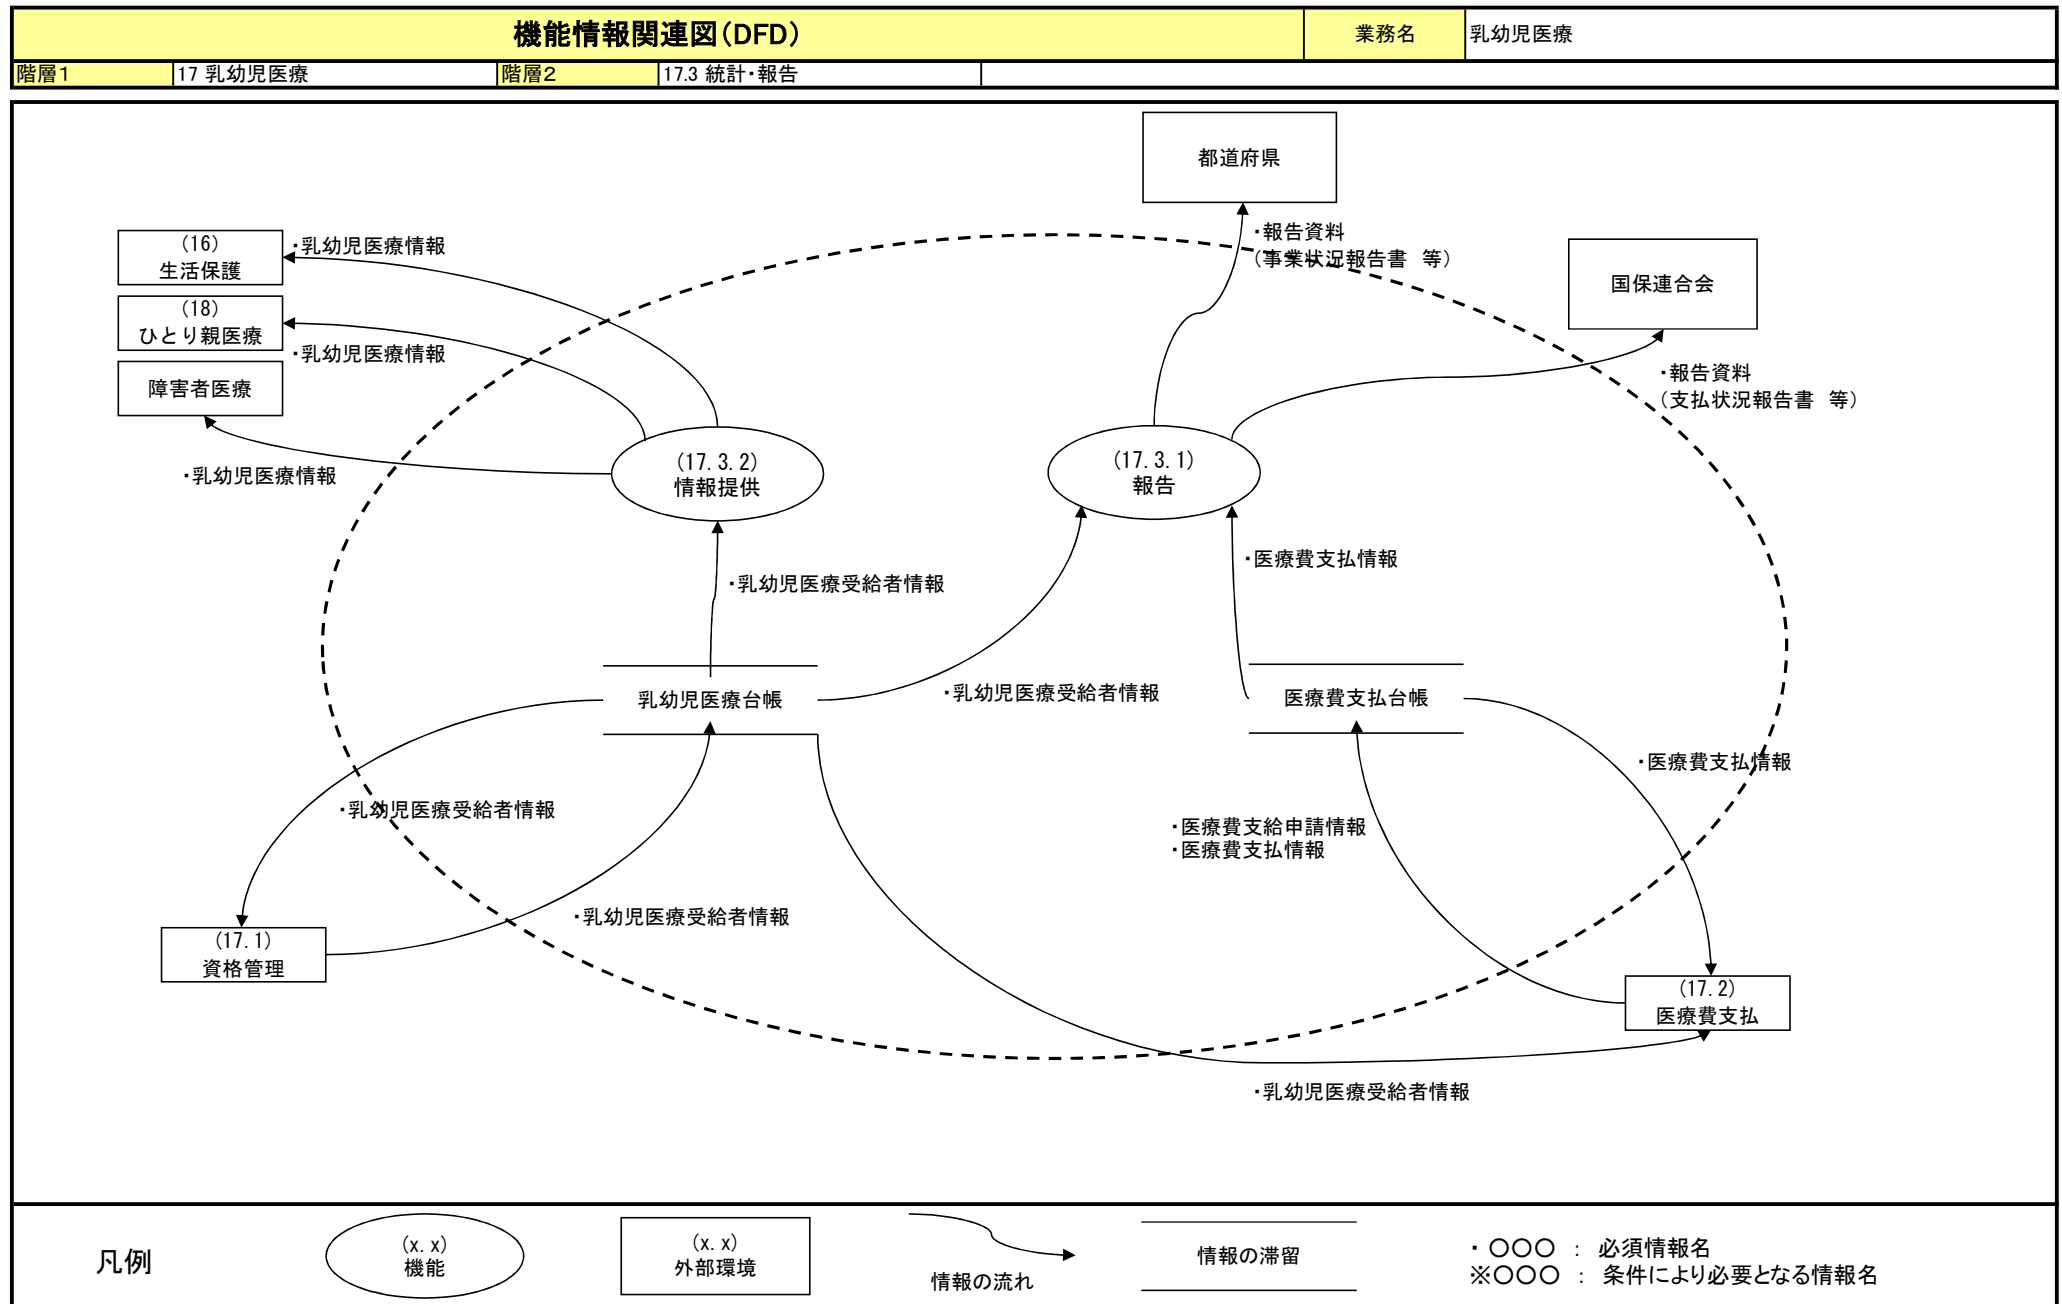 機能情報関連図(DFD)
業務名
乳幼児医療
階層1
17 乳幼児医療
階層2
17.3 統計・報告
都道府県
・報告資料
(事業状況報告書 等)
国保連合会
・報告資料
(支払状況報告書 等)
(16)
生活保護
・乳幼児医療情報
(18)
ひとり親医療
・乳幼児医療情報
障害者医療
・乳幼児医療情報
(17.3.2)
情報提供
(17.3.1)
報告
・医療費支払情報
・乳幼児医療受給者情報
乳幼児医療台帳
・乳幼児医療受給者情報
医療費支払台帳
・医療費支払情報
・乳幼児医療受給者情報
・医療費支給申請情報
・医療費支払情報
・乳幼児医療受給者情報
(17.1)
資格管理
(17.2)
医療費支払
・乳幼児医療受給者情報
凡例
(x.x)
機能
(x.x)
外部環境
情報の流れ
情報の滞留
・ 〇〇〇 : 必須情報名
※〇〇〇 : 条件により必要となる情報名